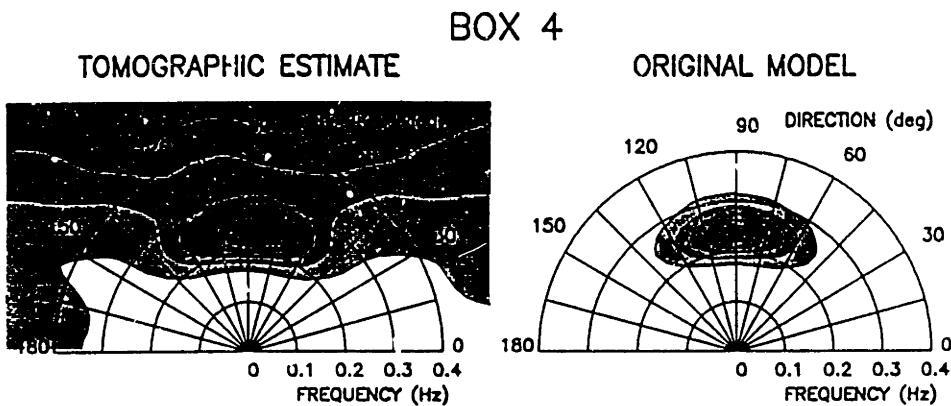 BOX 4
TOMOGRAPHIC ESTIMATE
ORIGINAL MODEL
180
0
0 0.1 0.2 0.3 0.4
FREQUENCY (Hz)
90 DIRECTION (deg)
120 60
150 30
180 0
0 0.1 0.2 0.3 0.4
FREQUENCY (Hz)